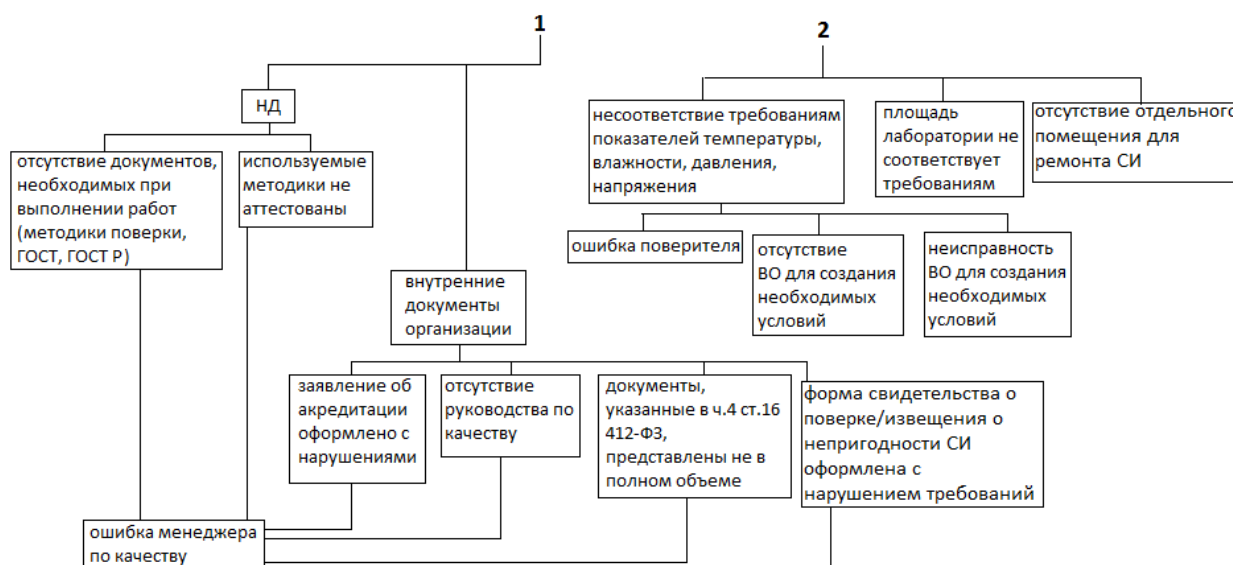 1
НД
отсутствие документов,
необходимых при
выполнении работ
(методики поверки,
ГОСТ, ГОСТ Р)
используемые
методики не
аттестованы
внутренние
документы
организации
заявление об
акредитации
оформлено с
нарушениями
отсутствие
руководства по
качеству
документы,
указанные в ч.4 ст.16
412-ФЗ,
представлены не в
полном объеме
форма свидетельства о
поверке/извещения о
непригодности СИ
оформлена с
нарушением требований
ошибка менеджера
по качеству
2
несоответствие требованиям
показателей температуры,
влажности, давления,
напряжения
площадь
лаборатории не
соответствует
требованиям
отсутствие отдельного
помещения для
ремонта СИ
ошибка поверителя
отсутствие
ВО для создания
необходимых
условий
неисправность
ВО для создания
необходимых
условий